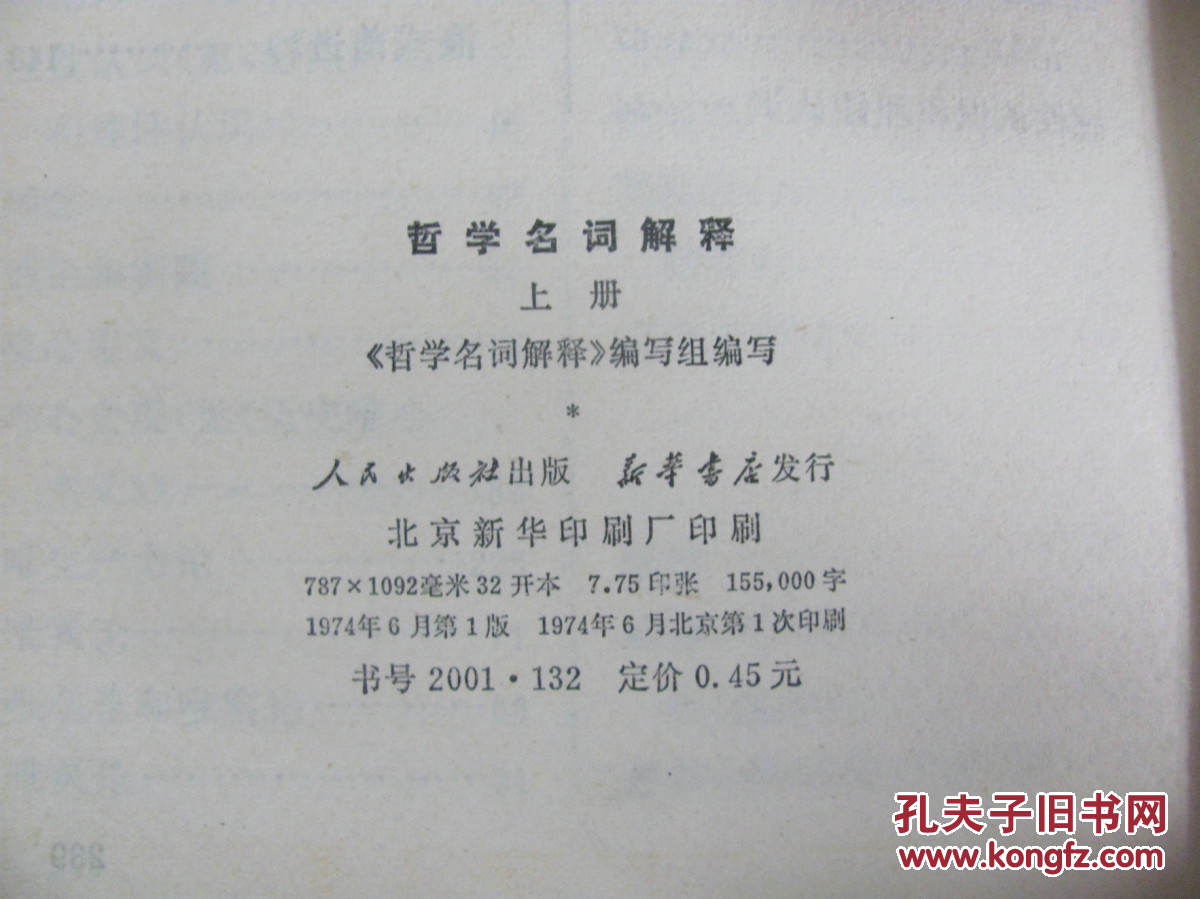 哲学名词解释
上册
《哲学名词解释》编写组编写
*
人民出版社出版 新华书店发行
北京新华印刷厂印刷
787×1092毫米32开本 7.75印张 155,000字
1974年6月第1版 1974年6月北京第1次印刷
书号2001·132 定价0.45元
289
孔夫子旧书网
www.kongfz.com